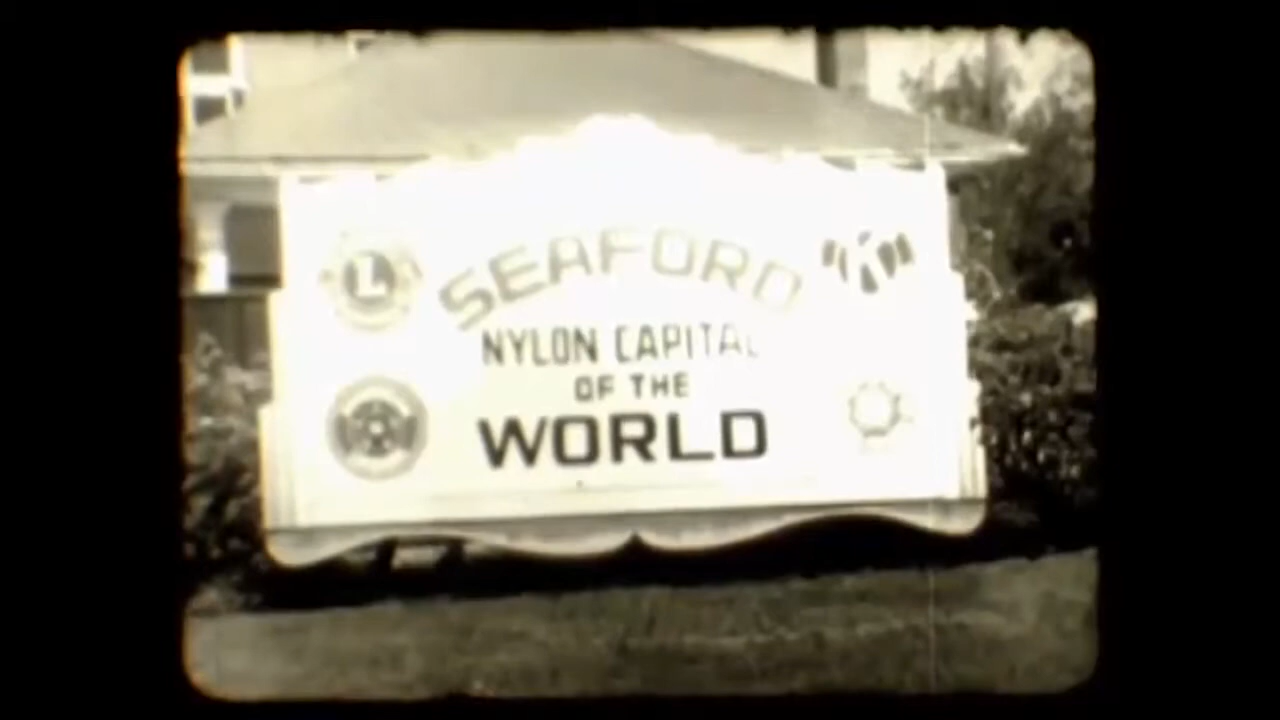 SEAFORD
NYLON CAPITAL
OF THE
WORLD
L